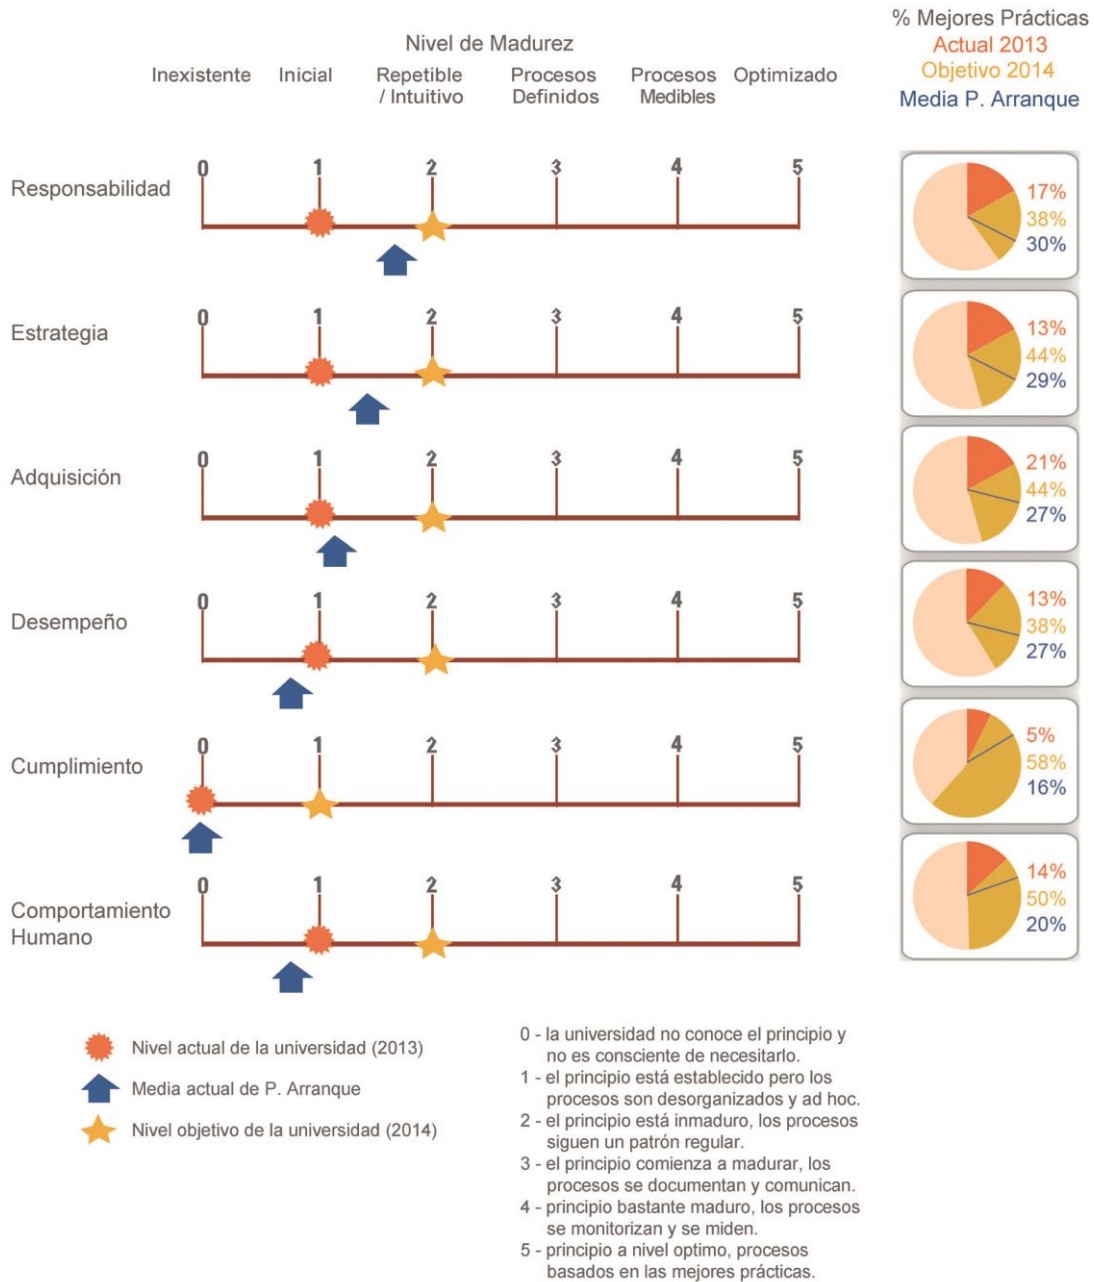 % Mejores Prácticas
Actual 2013
Objetivo 2014
Media P. Arranque
Nivel de Madurez
Inexistente
Inicial
Repetible
/ Intuitivo
Procesos
Definidos
Procesos
Medibles
Optimizado
Responsabilidad
0 1 2 3 4 5
17%
38%
30%
Estrategia
0 1 2 3 4 5
13%
44%
29%
Adquisición
0 1 2 3 4 5
21%
44%
27%
Desempeño
0 1 2 3 4 5
13%
38%
27%
Cumplimiento
0 1 2 3 4 5
5%
58%
16%
Comportamiento
Humano
0 1 2 3 4 5
14%
50%
20%
Nivel actual de la universidad (2013)
Media actual de P. Arranque
Nivel objetivo de la universidad (2014)
0 - la universidad no conoce el principio y
no es consciente de necesitarlo.
1 - el principio está establecido pero los
procesos son desorganizados y ad hoc.
2 - el principio está inmaduro, los procesos
siguen un patrón regular.
3 - el principio comienza a madurar, los
procesos se documentan y comunican.
4 - principio bastante maduro, los procesos
se monitorizan y se miden.
5 - principio a nivel optimo, procesos
basados en las mejores prácticas.